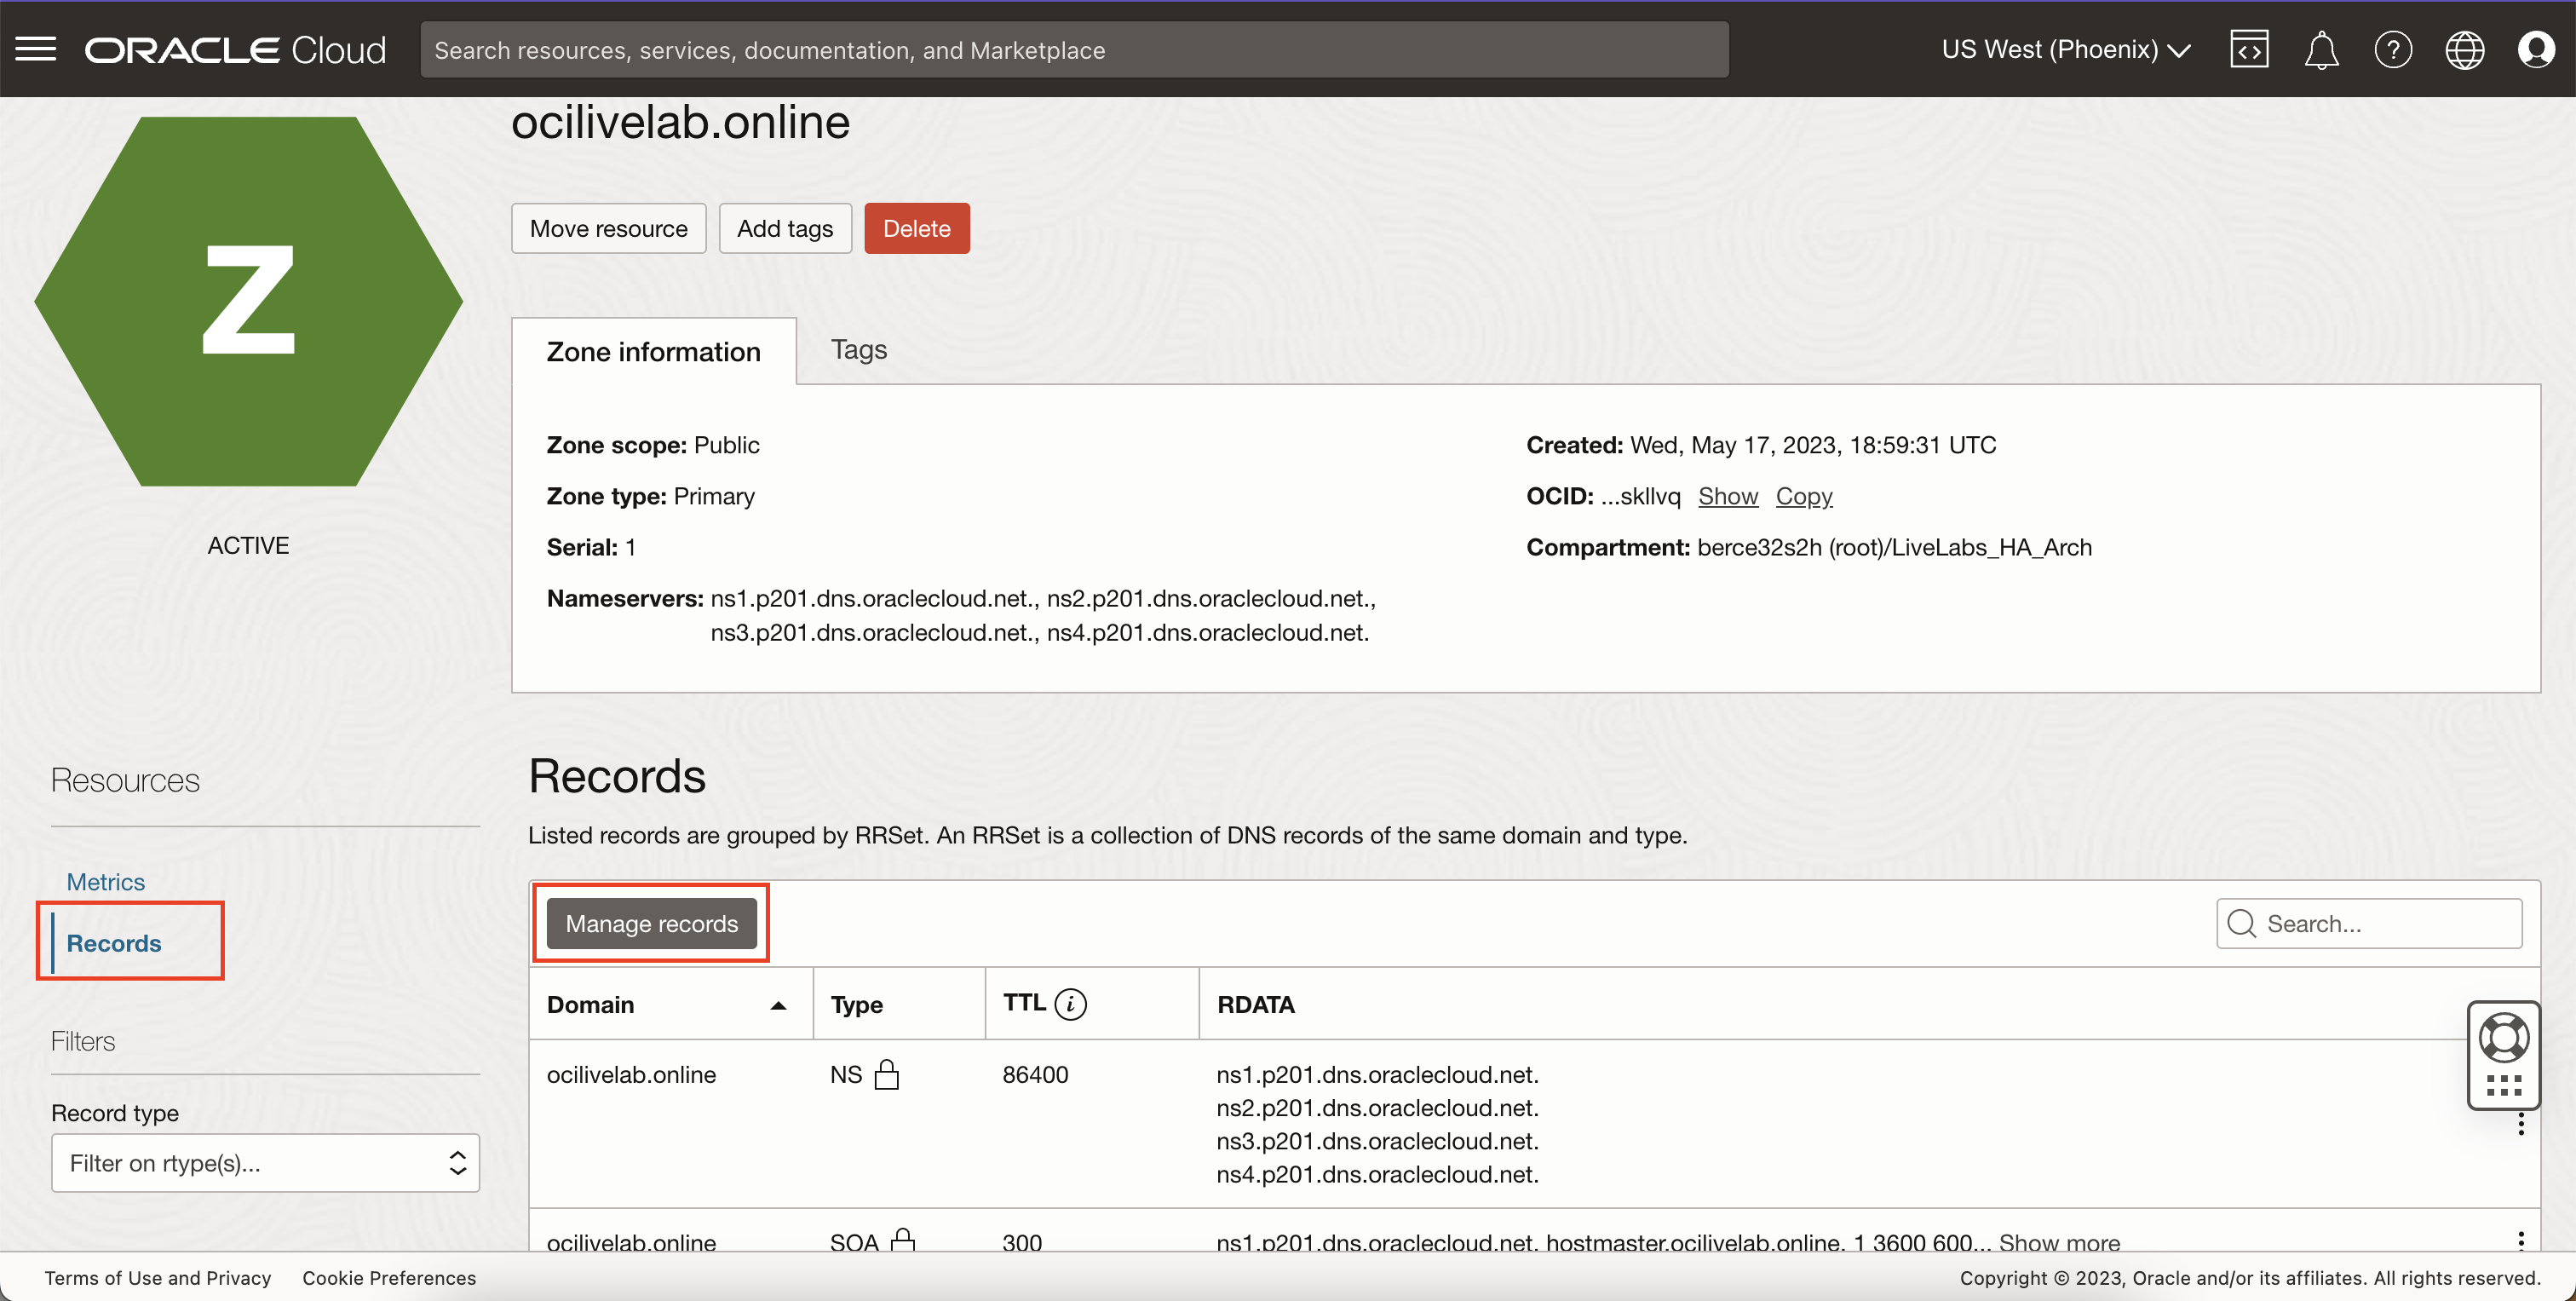 ORACLE Cloud
Search resources, services, documentation, and Marketplace
US West (Phoenix)
ocilivelab.online
Move resource
Add tags
Delete
Z
ACTIVE
Zone information
Tags
Zone scope: Public
Created: Wed, May 17, 2023, 18:59:31 UTC
Zone type: Primary
OCID: ...skllvq Show Copy
Serial: 1
Compartment: berce32s2h (root)/LiveLabs_HA_Arch
Nameservers: ns1.p201.dns.oraclecloud.net., ns2.p201.dns.oraclecloud.net.,
ns3.p201.dns.oraclecloud.net., ns4.p201.dns.oraclecloud.net.
Resources
Metrics
Records
Filters
Record type
Filter on rtype(s)...
Records
Listed records are grouped by RRSet. An RRSet is a collection of DNS records of the same domain and type.
Manage records
Search...
Domain Type TTL i RDATA
ocilivelab.online NS 86400 ns1.p201.dns.oraclecloud.net.
ns2.p201.dns.oraclecloud.net.
ns3.p201.dns.oraclecloud.net.
ns4.p201.dns.oraclecloud.net.
ocilivelab.online SOA 300 ns1.p201.dns.oraclecloud.net. hostmaster.ocilivelab.online. 1 3600 600... Show more
Terms of Use and Privacy Cookie Preferences
Copyright © 2023, Oracle and/or its affiliates. All rights reserved.